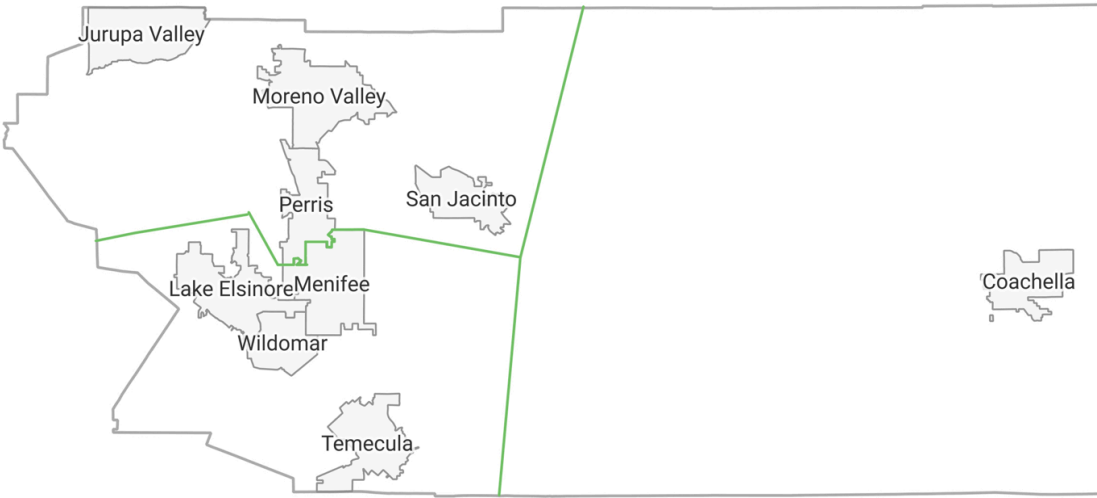 Jurupa Valley
Moreno Valley
San Jacinto
Perris
Coachella
Lake Elsinore
Menifee
Wildomar
Temecula